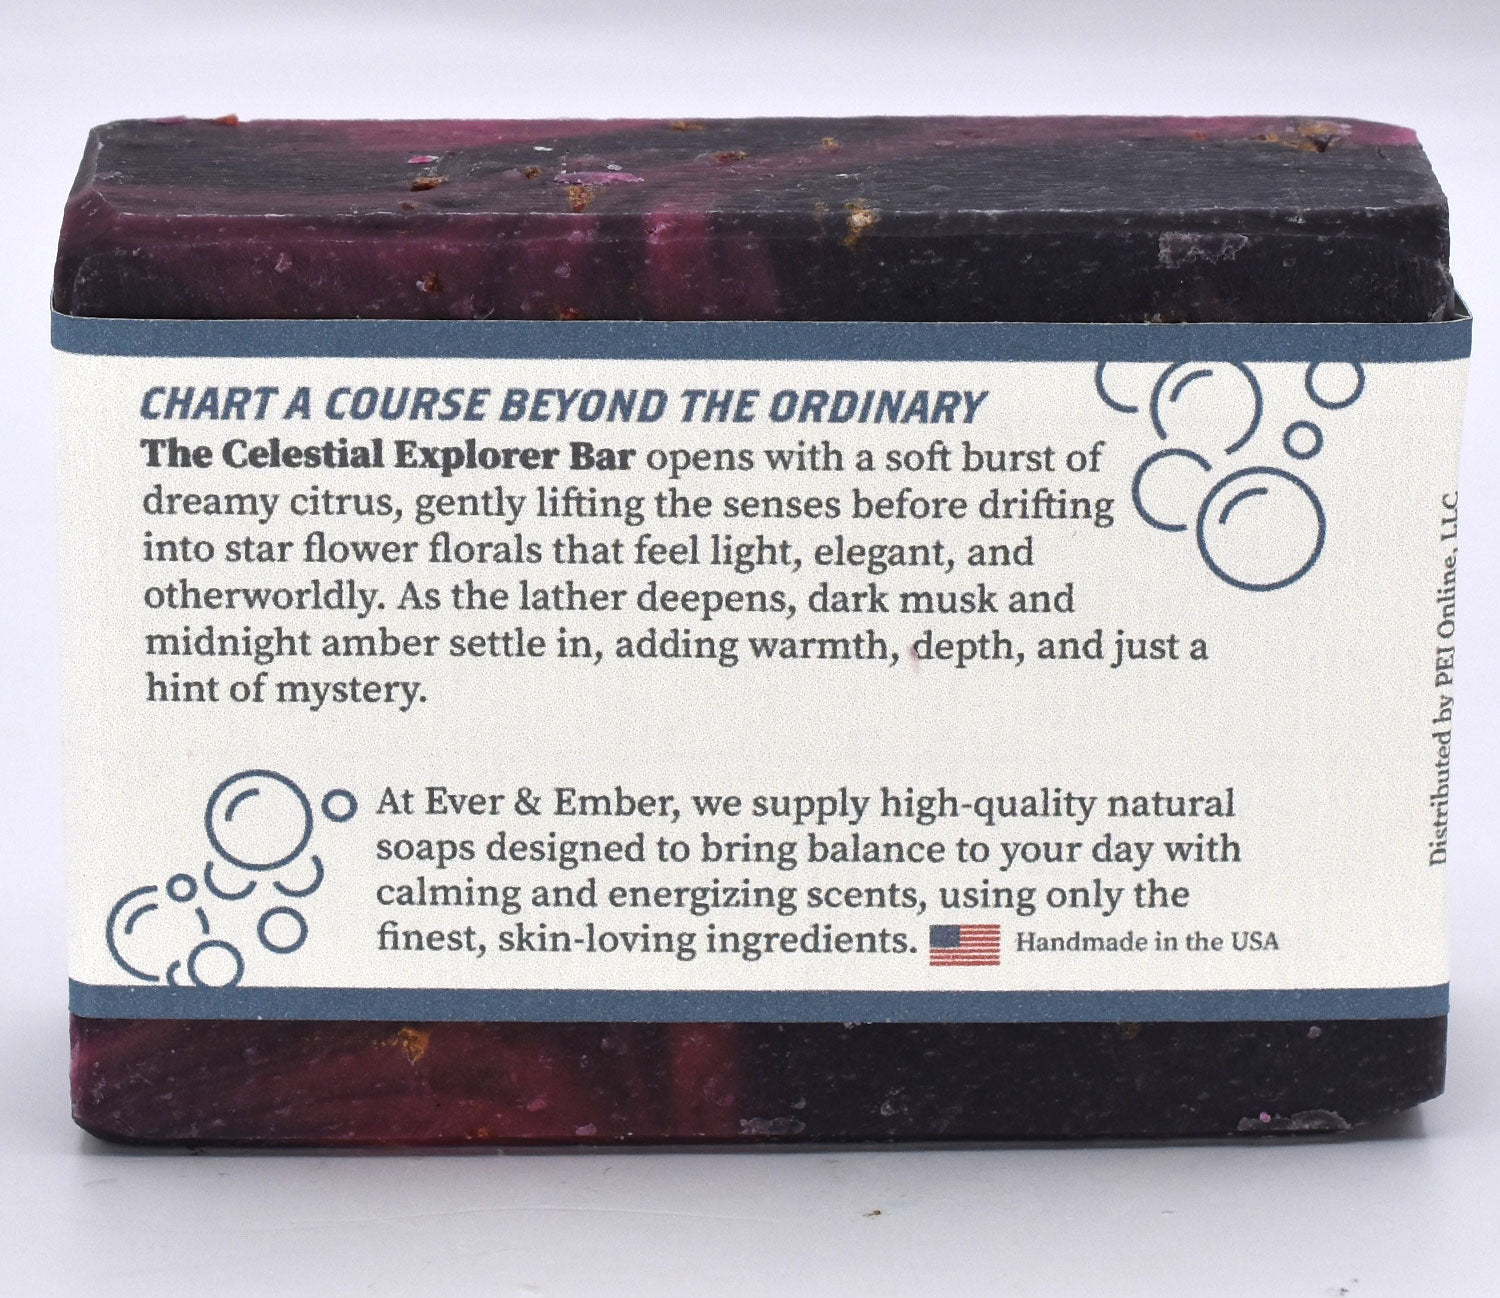 CHART A COURSE BEYOND THE ORDINARY
The Celestial Explorer Bar opens with a soft burst of
dreamy citrus, gently lifting the senses before drifting
into star flower florals that feel light, elegant, and
otherworldly. As the lather deepens, dark musk and
midnight amber settle in, adding warmth, depth, and just a
hint of mystery.
At Ever & Ember, we supply high-quality natural
soaps designed to bring balance to your day with
calming and energizing scents, using only the
finest, skin-loving ingredients.
Handmade in the USA
Distributed by PEJ Online, LLC